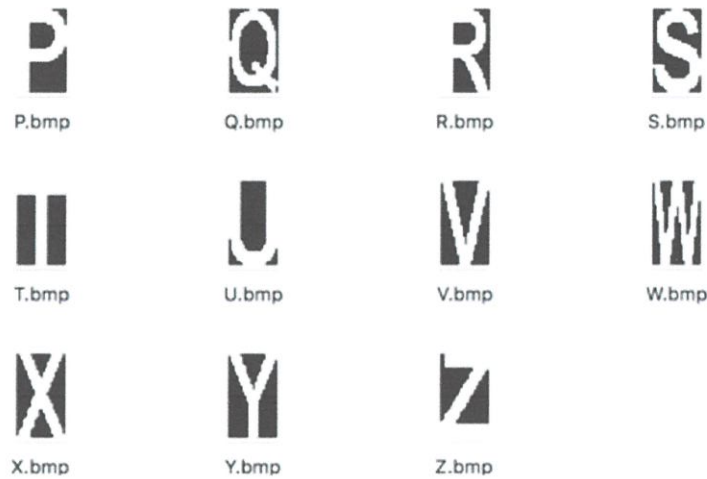 P Q R S
P.bmp Q.bmp R.bmp S.bmp
T U V W
T.bmp U.bmp V.bmp W.bmp
X Y Z
X.bmp Y.bmp Z.bmp